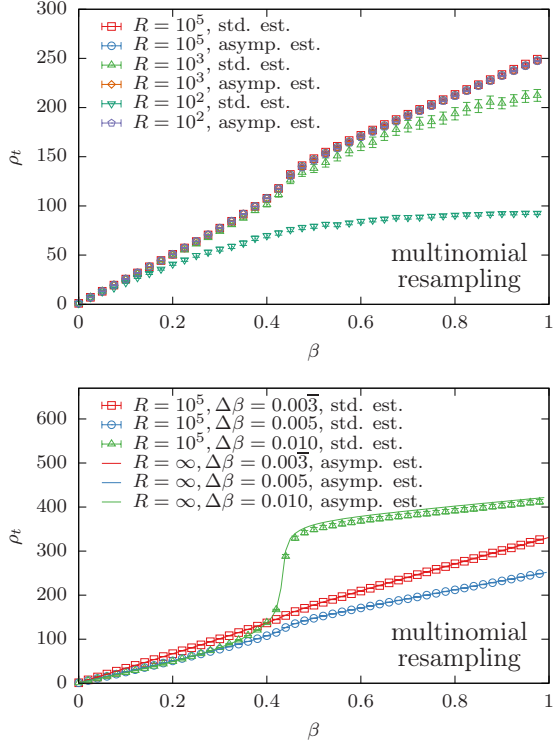 300
250
200
150
100
50
0
ρt
R = 10^5, std. est.
R = 10^5, asymp. est.
R = 10^3, std. est.
R = 10^3, asymp. est.
R = 10^2, std. est.
R = 10^2, asymp. est.
multinomial
resampling
0 0.2 0.4 0.6 0.8 1
β
600
500
400
300
200
100
0
ρt
R = 10^5, Δβ = 0.003̅, std. est.
R = 10^5, Δβ = 0.005, std. est.
R = 10^5, Δβ = 0.010, std. est.
R = ∞, Δβ = 0.003̅, asymp. est.
R = ∞, Δβ = 0.005, asymp. est.
R = ∞, Δβ = 0.010, asymp. est.
multinomial
resampling
0 0.2 0.4 0.6 0.8 1
β